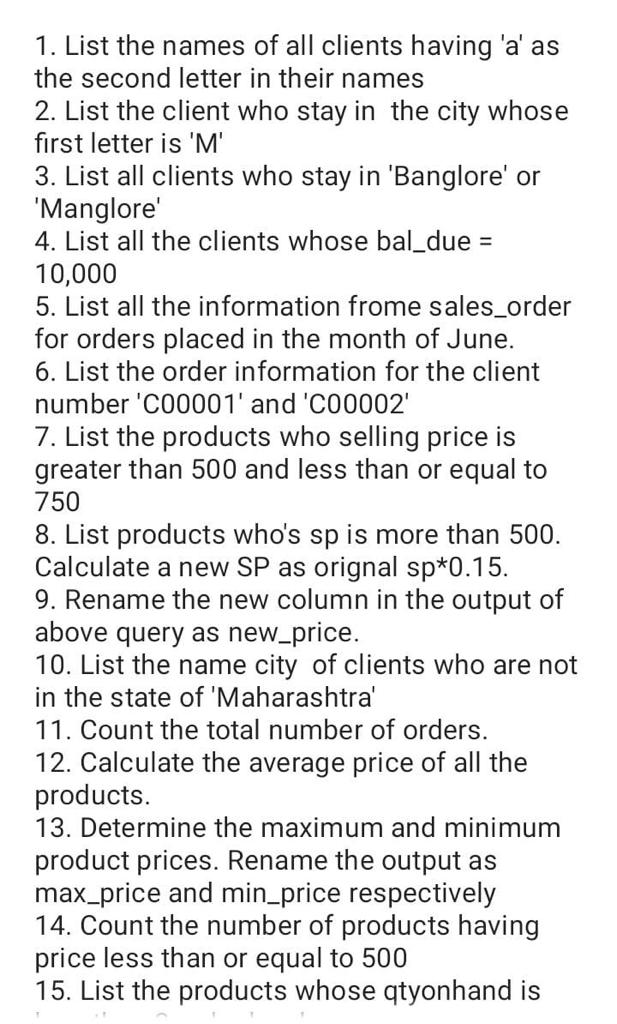 1. List the names of all clients having 'a' as
the second letter in their names
2. List the client who stay in  the city whose
first letter is 'M'
3. List all clients who stay in 'Banglore' or
'Manglore'
4. List all the clients whose bal_due =
10,000
5. List all the information frome sales_order
for orders placed in the month of June.
6. List the order information for the client
number 'C00001' and 'C00002'
7. List the products who selling price is
greater than 500 and less than or equal to
750
8. List products who's sp is more than 500.
Calculate a new SP as orignal sp*0.15.
9. Rename the new column in the output of
above query as new_price.
10. List the name city  of clients who are not
in the state of 'Maharashtra'
11. Count the total number of orders.
12. Calculate the average price of all the
products.
13. Determine the maximum and minimum
product prices. Rename the output as
max_price and min_price respectively
14. Count the number of products having
price less than or equal to 500
15. List the products whose qtyonhand is